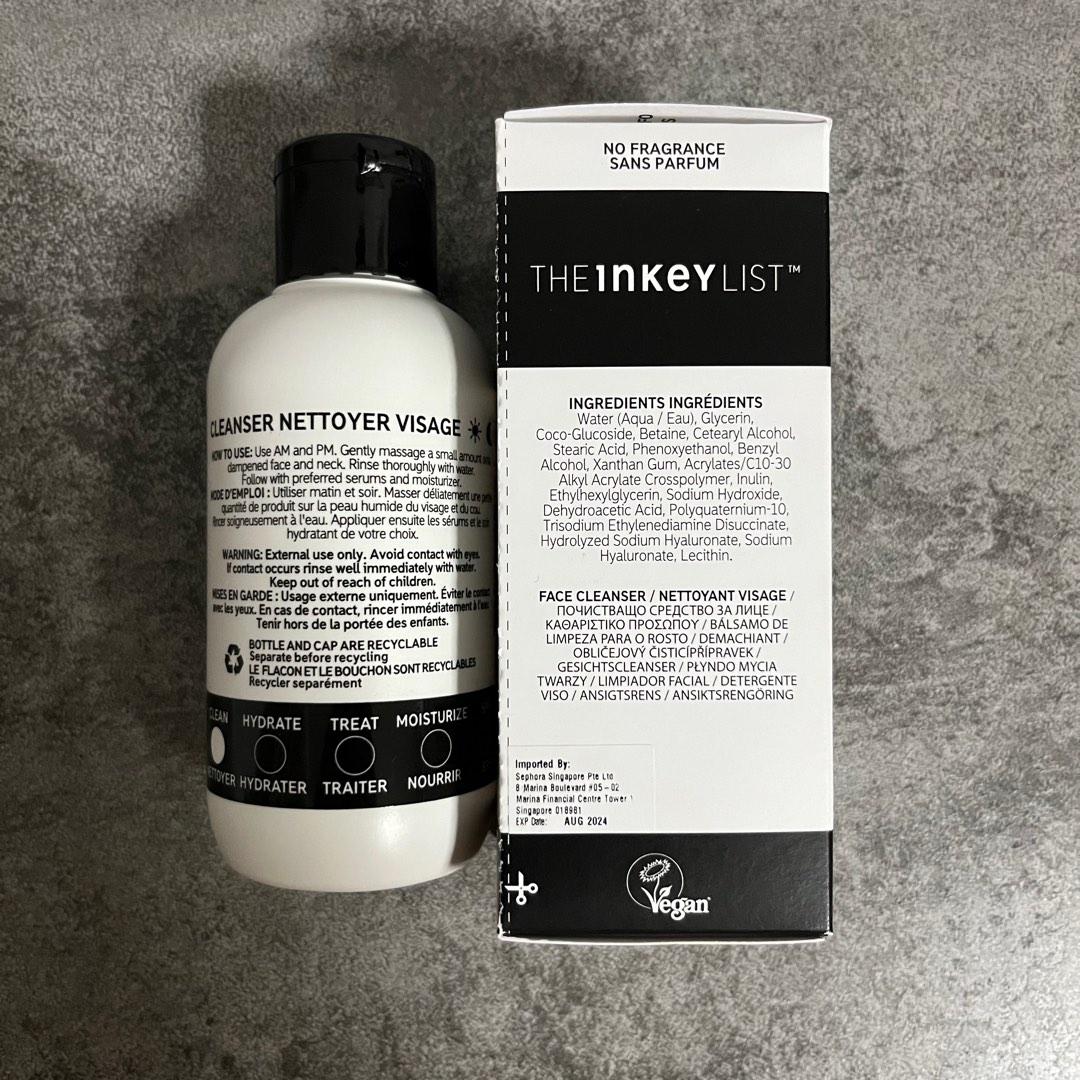 CLEANSER NETTOYER VISAGE
HOW TO USE: Use AM and PM. Gently massage a small amount
dampened face and neck. Rinse thoroughly with water.
Follow with preferred serums and moisturizer.
MODE D'EMPLOI : Utiliser matin et soir. Masser déliatement une
quantité de produit sur la peau humide du visage et du cou.
Rincer soigneusement à l'eau. Appliquer ensuite les sérums et le soin
hydratant de votre choix.
WARNING: External use only. Avoid contact with eyes.
If contact occurs rinse well immediately with water.
Keep out of reach of children.
MISES EN GARDE : Usage externe uniquement. Éviter le contact
avec les yeux. En cas de contact, rincer immédiatement à l'eau.
Tenir hors de la portée des enfants.
BOTTLE AND CAP ARE RECYCLABLE
Separate before recycling
LE FLACON ET LE BOUCHON SONT RECYCLABLES
Recycler separément
CLEAN HYDRATE TREAT MOISTURIZE
NETTOYER HYDRATER TRAITER NOURRIR
NO FRAGRANCE
SANS PARFUM
THE INKEY LIST™
INGREDIENTS INGRÉDIENTS
Water (Aqua / Eau), Glycerin,
Coco-Glucoside, Betaine, Cetearyl Alcohol,
Stearic Acid, Phenoxyethanol, Benzyl
Alcohol, Xanthan Gum, Acrylates/C10-30
Alkyl Acrylate Crosspolymer, Inulin,
Ethylhexylglycerin, Sodium Hydroxide,
Dehydroacetic Acid, Polyquaternium-10,
Trisodium Ethylenediamine Disuccinate,
Hydrolyzed Sodium Hyaluronate, Sodium
Hyaluronate, Lecithin.
FACE CLEANSER / NETTOYANT VISAGE /
ПОЧИСТВАЩО СРЕДСТВО ЗА ЛИЦЕ /
ΚΑΘΑΡΙΣΤΙΚΟ ΠΡΟΣΩΠΟΥ / BÁLSAMO DE
LIMPEZA PARA O ROSTO / DEMACHIANT /
OBLIČEJOVÝ ČISTICÍPŘÍPRAVEK /
GESICHTSCLEANSER / PŁYNDO MYCIA
TWARZY / LIMPIADOR FACIAL / DETERGENTE
VISO / ANSIGTSRENS / ANSIKTSRENGÖRING
Imported By:
Sephora Singapore Pte Ltd
8 Marina Boulevard #05-02
Marina Financial Centre Tower 1
Singapore 018981
EXP Date: AUG 2024
Vegan